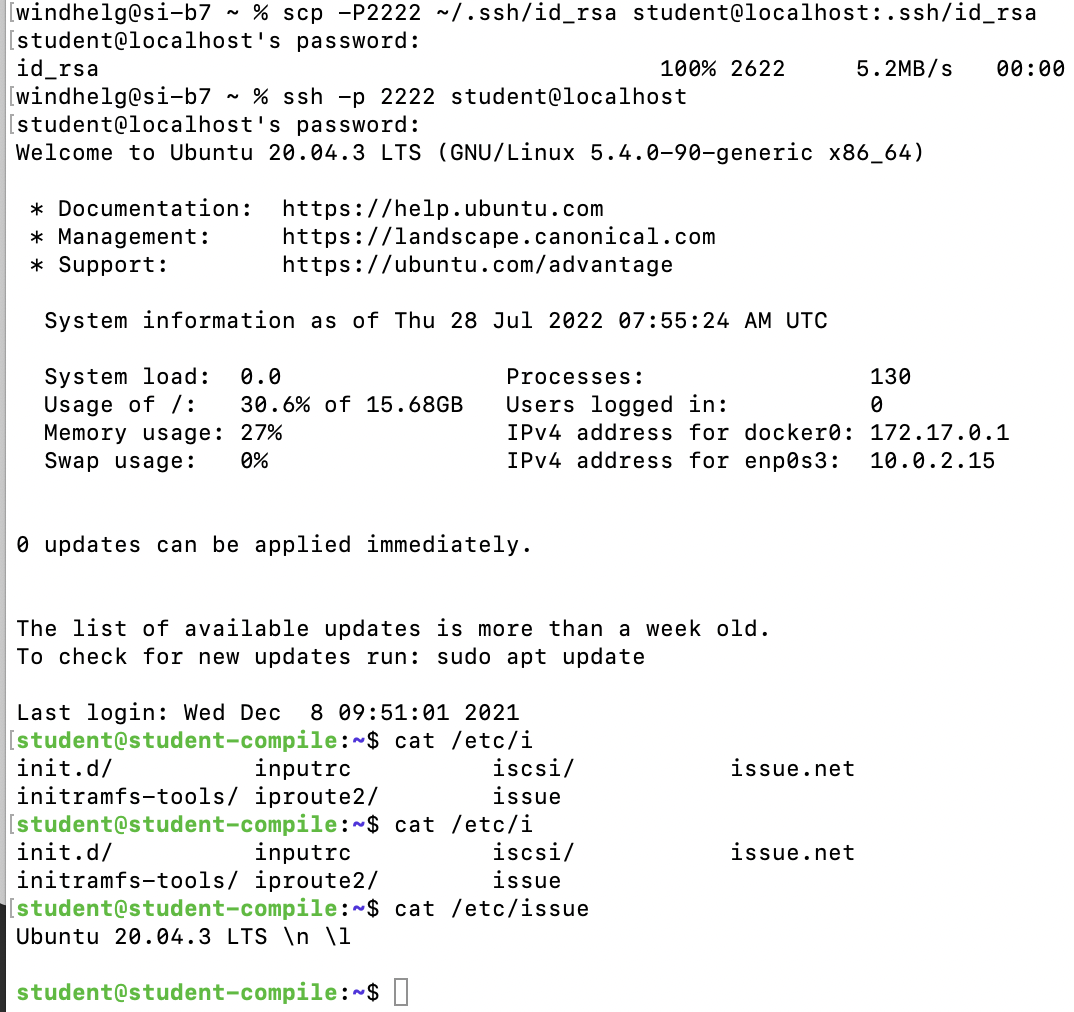 [windhelg@si-b7 ~ % scp -P2222 ~/.ssh/id_rsa student@localhost:.ssh/id_rsa
[student@localhost's password:
id_rsa                                        100% 2622     5.2MB/s   00:00
[windhelg@si-b7 ~ % ssh -p 2222 student@localhost
[student@localhost's password:
Welcome to Ubuntu 20.04.3 LTS (GNU/Linux 5.4.0-90-generic x86_64)
 * Documentation:  https://help.ubuntu.com
 * Management:     https://landscape.canonical.com
 * Support:        https://ubuntu.com/advantage
  System information as of Thu 28 Jul 2022 07:55:24 AM UTC
  System load:  0.0                Processes:                130
  Usage of /:   30.6% of 15.68GB   Users logged in:          0
  Memory usage: 27%                IPv4 address for docker0: 172.17.0.1
  Swap usage:   0%                 IPv4 address for enp0s3:  10.0.2.15
0 updates can be applied immediately.
The list of available updates is more than a week old.
To check for new updates run: sudo apt update
Last login: Wed Dec  8 09:51:01 2021
[student@student-compile:~$ cat /etc/i
init.d/          inputrc          iscsi/           issue.net
initramfs-tools/ iproute2/        issue
[student@student-compile:~$ cat /etc/i
init.d/          inputrc          iscsi/           issue.net
initramfs-tools/ iproute2/        issue
[student@student-compile:~$ cat /etc/issue
Ubuntu 20.04.3 LTS \n \l
student@student-compile:~$